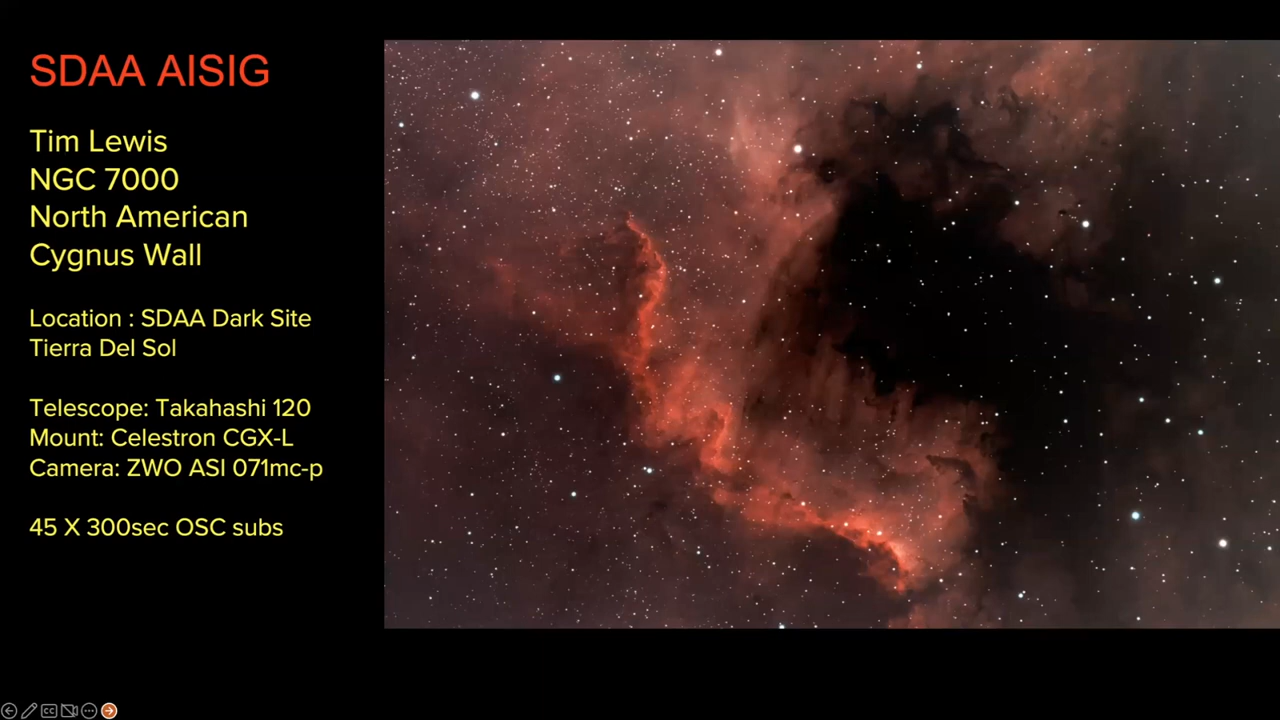 SDAA AISIG
Tim Lewis
NGC 7000
North American
Cygnus Wall
Location : SDAA Dark Site
Tierra Del Sol
Telescope: Takahashi 120
Mount: Celestron CGX-L
Camera: ZWO ASI 071mc-p
45 X 300sec OSC subs
CC